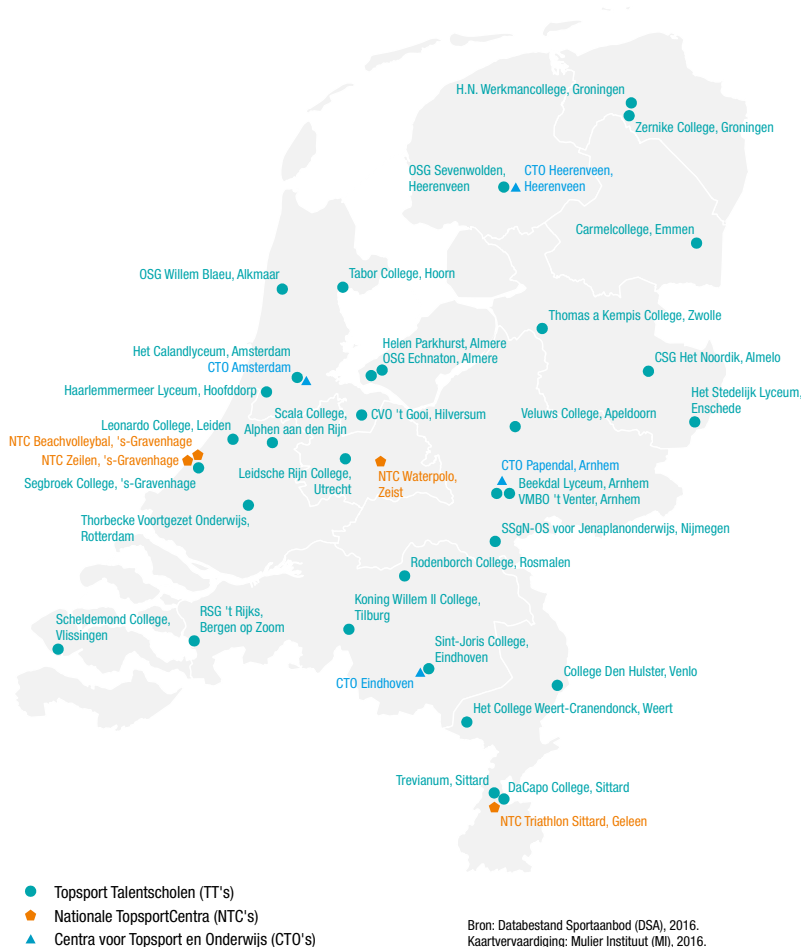 H.N. Werkmancollege, Groningen
Zernike College, Groningen
OSG Sevenwolden,
Heerenveen
CTO Heerenveen,
Heerenveen
Carmelcollege, Emmen
OSG Willem Blaeu, Alkmaar
Tabor College, Hoorn
Thomas a Kempis College, Zwolle
Het Calandlyceum, Amsterdam
CTO Amsterdam
Helen Parkhurst, Almere
OSG Echnaton, Almere
CSG Het Noordik, Almelo
Haarlemmermeer Lyceum, Hoofddorp
Het Stedelijk Lyceum,
Enschede
Scala College,
Alphen aan den Rijn
CVO 't Gooi, Hilversum
Veluws College, Apeldoorn
Leonardo College, Leiden
NTC Beachvolleybal, 's-Gravenhage
NTC Zeilen, 's-Gravenhage
Segbroek College, 's-Gravenhage
Leidsche Rijn College,
Utrecht
NTC Waterpolo,
Zeist
CTO Papendal, Arnhem
Beekdal Lyceum, Arnhem
VMBO 't Venter, Arnhem
Thorbecke Voortgezet Onderwijs,
Rotterdam
SSgN-OS voor Jenaplanonderwijs, Nijmegen
Rodenborch College, Rosmalen
Koning Willem II College,
Tilburg
Scheldemond College,
Vlissingen
RSG 't Rijks,
Bergen op Zoom
Sint-Joris College,
Eindhoven
CTO Eindhoven
College Den Hulster, Venlo
Het College Weert-Cranendonck, Weert
Trevianum, Sittard
DaCapo College, Sittard
NTC Triathlon Sittard, Geleen
Topsport Talentscholen (TT's)
Nationale TopsportCentra (NTC's)
Centra voor Topsport en Onderwijs (CTO's)
Bron: Databestand Sportaanbod (DSA), 2016.
Kaartvervaardiging: Mulier Instituut (MI), 2016.